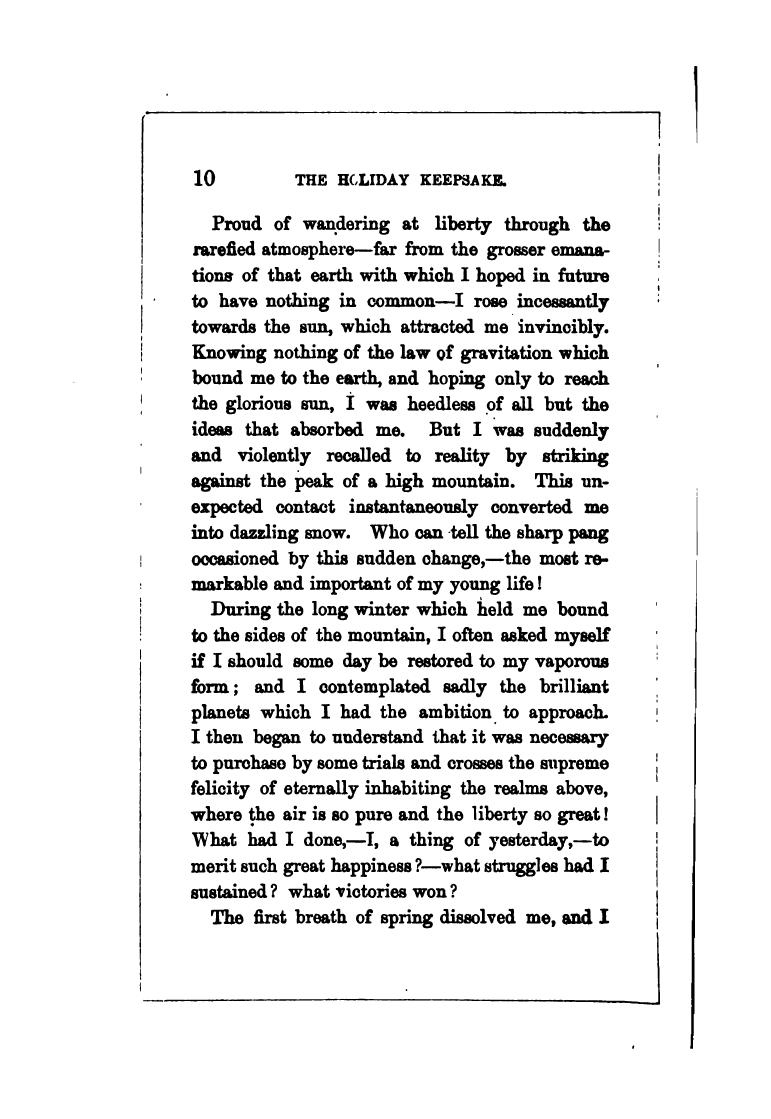 10 THE HOLIDAY KEEPSAKE.
Proud of wandering at liberty through the
rarefied atmosphere—far from the grosser emana-
tions of that earth with which I hoped in future
to have nothing in common—I rose incessantly
towards the sun, which attracted me invincibly.
Knowing nothing of the law of gravitation which
bound me to the earth, and hoping only to reach
the glorious sun, I was heedless of all but the
ideas that absorbed me. But I was suddenly
and violently recalled to reality by striking
against the peak of a high mountain. This un-
expected contact instantaneously converted me
into dazzling snow. Who can tell the sharp pang
occasioned by this sudden change,—the most re-
markable and important of my young life!
During the long winter which held me bound
to the sides of the mountain, I often asked myself
if I should some day be restored to my vaporous
form; and I contemplated sadly the brilliant
planets which I had the ambition to approach.
I then began to understand that it was necessary
to purchase by some trials and crosses the supreme
felicity of eternally inhabiting the realms above,
where the air is so pure and the liberty so great!
What had I done,—I, a thing of yesterday,—to
merit such great happiness?—what struggles had I
sustained? what victories won?
The first breath of spring dissolved me, and I